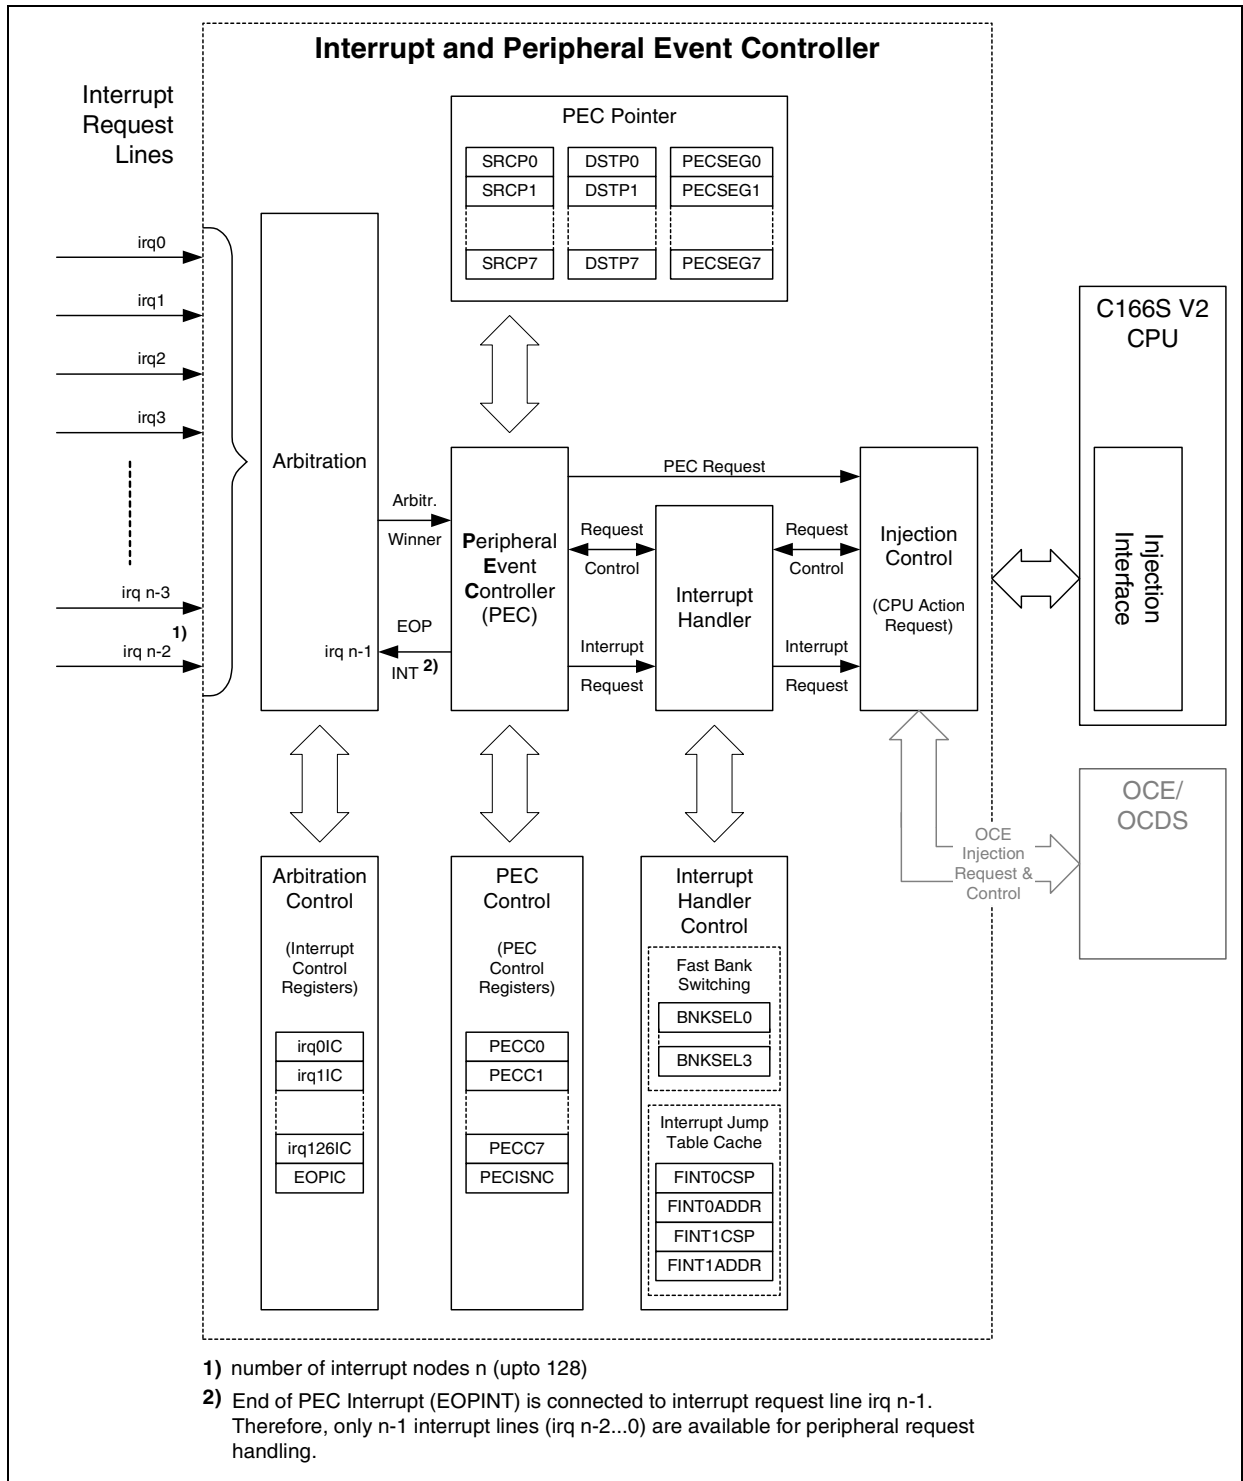 Interrupt and Peripheral Event Controller
Interrupt
Request
Lines
irq0
irq1
irq2
irq3
irq n-3
1)
irq n-2
PEC Pointer
SRCP0 DSTP0 PECSEG0
SRCP1 DSTP1 PECSEG1
SRCP7 DSTP7 PECSEG7
Arbitration
irq n-1
Arbitr.
Winner
EOP
INT 2)
Peripheral
Event
Controller
(PEC)
PEC Request
Request
Control
Interrupt
Request
Interrupt
Handler
Request
Control
Interrupt
Request
Injection
Control
(CPU Action
Request)
C166S V2
CPU
Injection
Interface
OCE/
OCDS
OCE
Injection
Request &
Control
Arbitration
Control
(Interrupt
Control
Registers)
irq0IC
irq1IC
irq126IC
EOPIC
PEC
Control
(PEC
Control
Registers)
PECC0
PECC1
PECC7
PECISNC
Interrupt
Handler
Control
Fast Bank
Switching
BNKSEL0
BNKSEL3
Interrupt Jump
Table Cache
FINT0CSP
FINT0ADDR
FINT1CSP
FINT1ADDR
1) number of interrupt nodes n (upto 128)
2) End of PEC Interrupt (EOPINT) is connected to interrupt request line irq n-1.
Therefore, only n-1 interrupt lines (irq n-2...0) are available for peripheral request
handling.